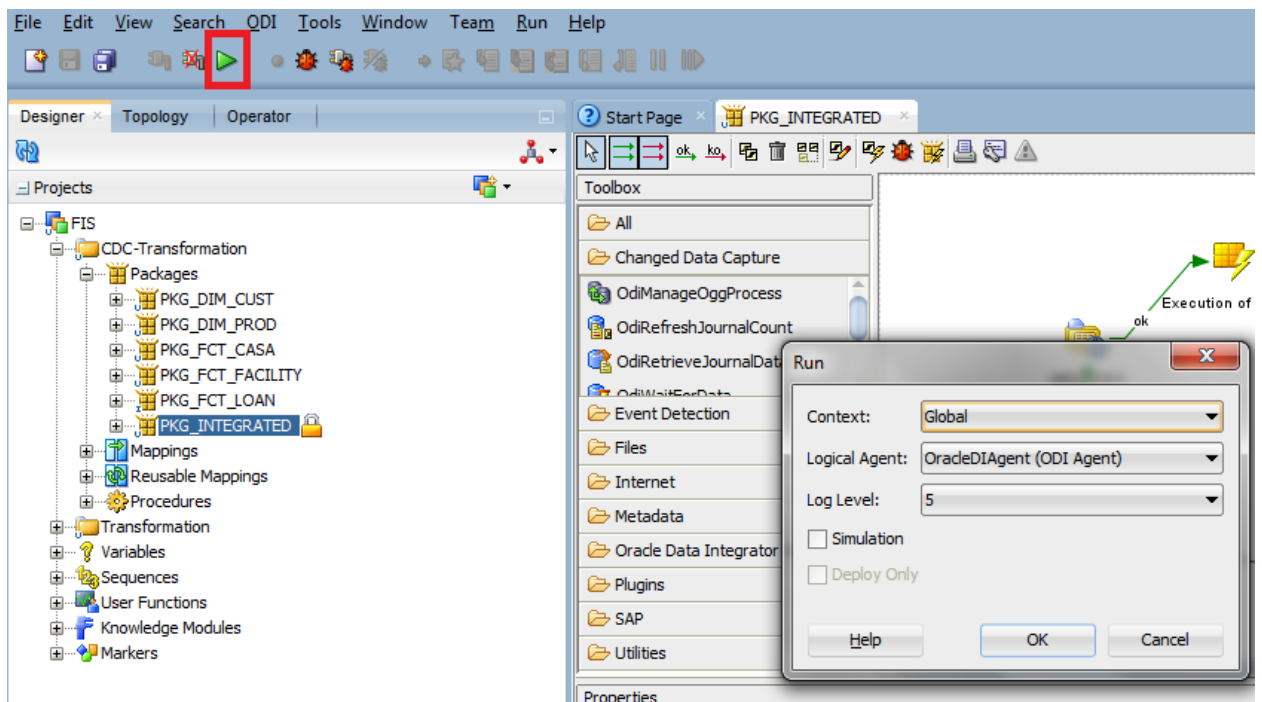 File Edit View Search ODI Tools Window Team Run Help
Designer Topology Operator
Start Page PKG_INTEGRATED
ok ko
Projects
Toolbox
FIS
All
CDC-Transformation
Changed Data Capture
Packages
OdiManageOggProcess
PKG_DIM_CUST
PKG_DIM_PROD
OdiRefreshJournalCount
PKG_FCT_CASA
OdiRetrieveJournalData
PKG_FCT_FACILITY
OdiWaitForData
PKG_FCT_LOAN
Event Detection
PKG_INTEGRATED
Files
Mappings
Internet
Reusable Mappings
Metadata
Procedures
Oracle Data Integrator
Transformation
Plugins
Variables
SAP
Sequences
Utilities
User Functions
Knowledge Modules
Markers
Properties
Execution of
ok
Run
Context: Global
Logical Agent: OracleDIAgent (ODI Agent)
Log Level: 5
Simulation
Deploy Only
Help OK Cancel